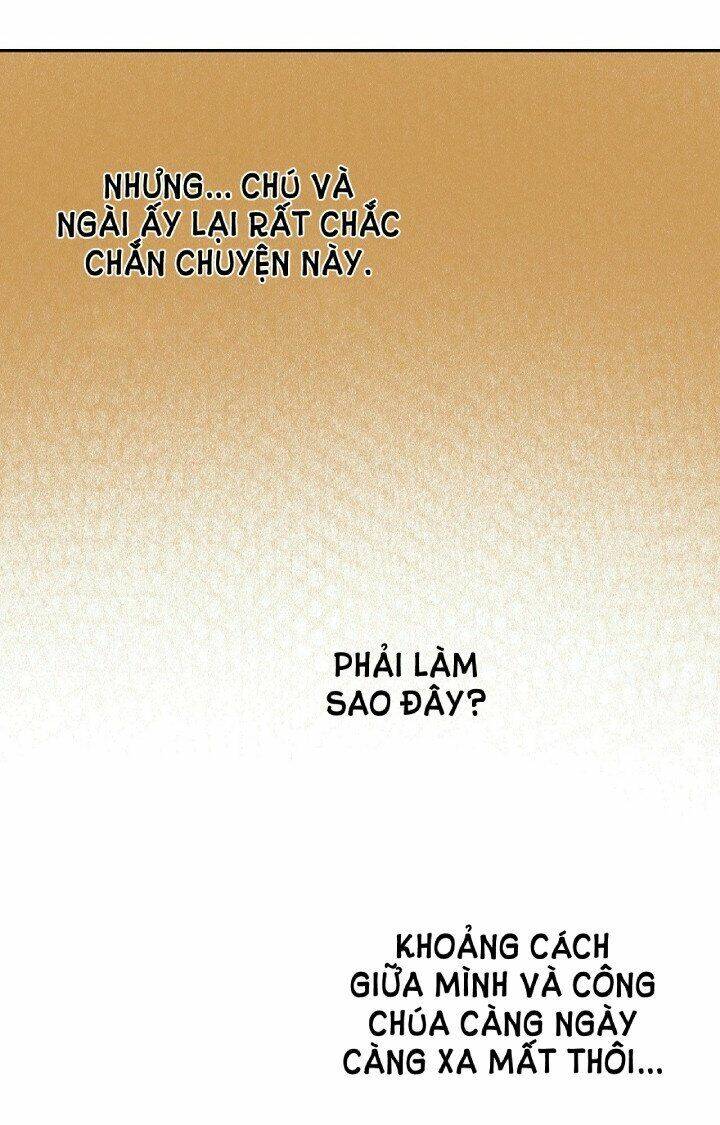 NHƯNG... CHÚ VÀ
NGÀI ẤY LẠI RẤT CHẮC
CHẮN CHUYỆN NÀY.
PHẢI LÀM
SAO ĐÂY?
KHOẢNG CÁCH
GIỮA MÌNH VÀ CÔNG
CHÚA CÀNG NGÀY
CÀNG XA MẤT THÔI...